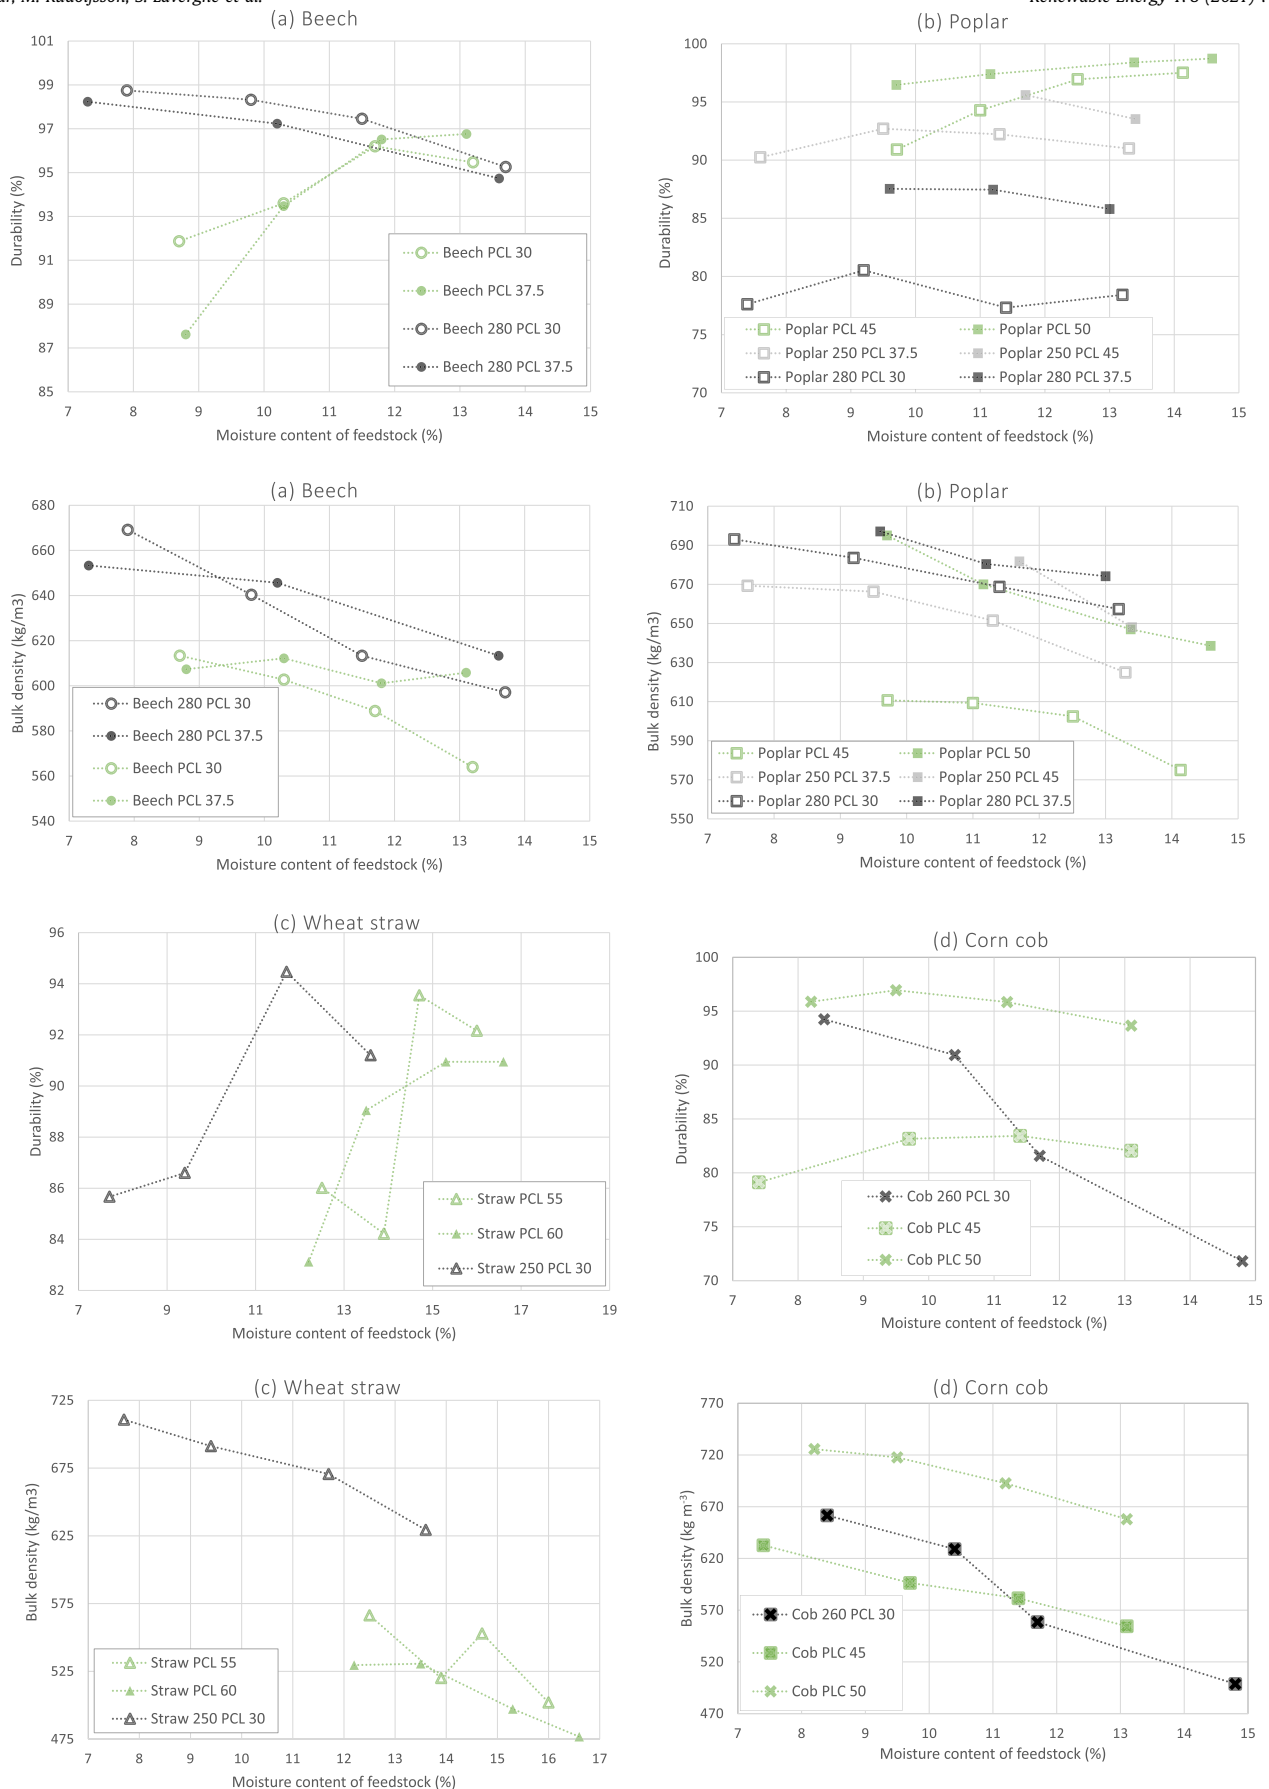 (a) Beech
101
99
97
95
93
91
89
87
85
Durability (%)
Beech PCL 30
Beech PCL 37.5
Beech 280 PCL 30
Beech 280 PCL 37.5
7 8 9 10 11 12 13 14 15
Moisture content of feedstock (%)
(b) Poplar
100
95
90
85
80
75
70
Durability (%)
Poplar PCL 45 Poplar PCL 50
Poplar 250 PCL 37.5 Poplar 250 PCL 45
Poplar 280 PCL 30 Poplar 280 PCL 37.5
7 8 9 10 11 12 13 14 15
Moisture content of feedstock (%)
(a) Beech
680
660
640
620
600
580
560
540
Bulk density (kg/m3)
Beech 280 PCL 30
Beech 280 PCL 37.5
Beech PCL 30
Beech PCL 37.5
7 8 9 10 11 12 13 14 15
Moisture content of feedstock (%)
(b) Poplar
710
690
670
650
630
610
590
570
550
Bulk density (kg/m3)
Poplar PCL 45 Poplar PCL 50
Poplar 250 PCL 37.5 Poplar 250 PCL 45
Poplar 280 PCL 30 Poplar 280 PCL 37.5
7 8 9 10 11 12 13 14 15
Moisture content of feedstock (%)
(c) Wheat straw
96
94
92
90
88
86
84
82
Durability (%)
Straw PCL 55
Straw PCL 60
Straw 250 PCL 30
7 9 11 13 15 17 19
Moisture content of feedstock (%)
(d) Corn cob
100
95
90
85
80
75
70
Durability (%)
Cob 260 PCL 30
Cob PLC 45
Cob PLC 50
7 8 9 10 11 12 13 14 15
Moisture content of feedstock (%)
(c) Wheat straw
725
675
625
575
525
475
Bulk density (kg/m3)
Straw PCL 55
Straw PCL 60
Straw 250 PCL 30
7 8 9 10 11 12 13 14 15 16 17
Moisture content of feedstock (%)
(d) Corn cob
770
720
670
620
570
520
470
Bulk density (kg m⁻³)
Cob 260 PCL 30
Cob PLC 45
Cob PLC 50
7 8 9 10 11 12 13 14 15
Moisture content of feedstock (%)